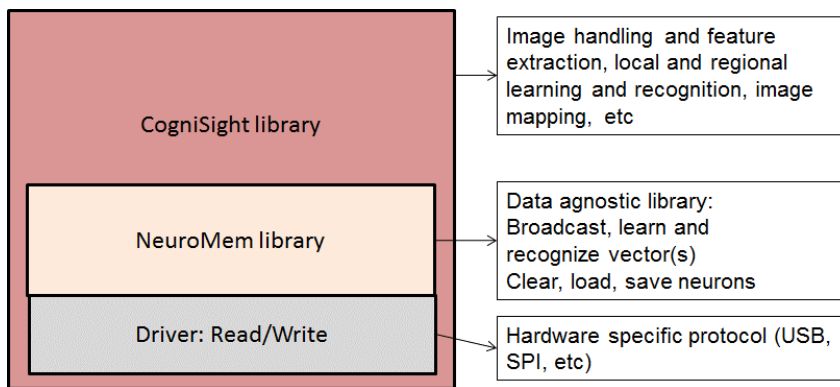 CogniSight library
Image handling and feature
extraction, local and regional
learning and recognition, image
mapping, etc
NeuroMem library
Data agnostic library:
Broadcast, learn and
recognize vector(s)
Clear, load, save neurons
Driver: Read/Write
Hardware specific protocol (USB,
SPI, etc)